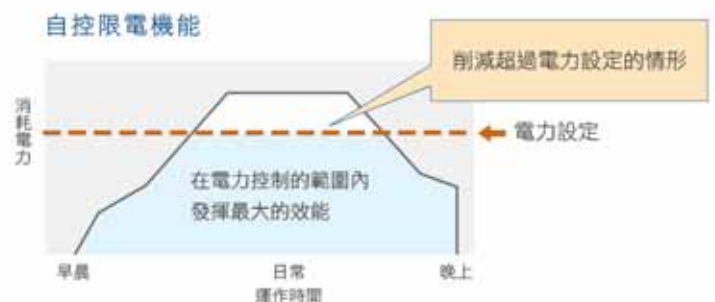 自控限電機能
削減超過電力設定的情形
消耗電力
電力設定
在電力控制的範圍內
發揮最大的效能
早晨
日常
晚上
運作時間